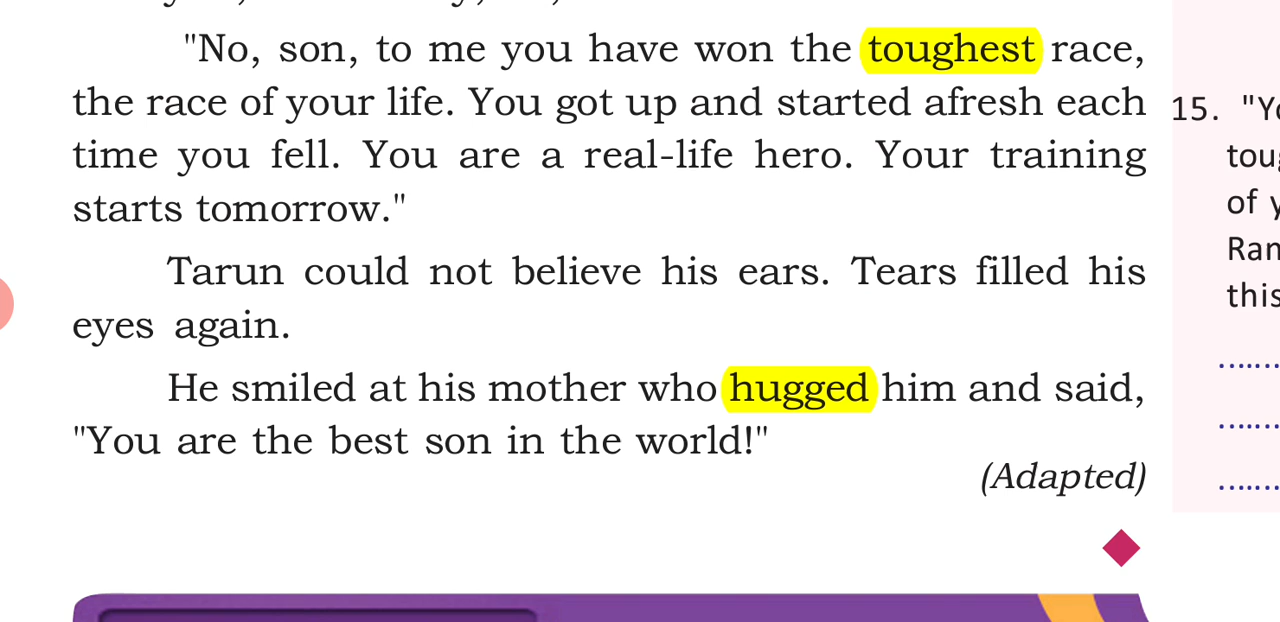 "No, son, to me you have won the toughest race,
the race of your life. You got up and started afresh each
time you fell. You are a real-life hero. Your training
starts tomorrow."
Tarun could not believe his ears. Tears filled his
eyes again.
He smiled at his mother who hugged him and said,
"You are the best son in the world!"
(Adapted)
15.
of
this